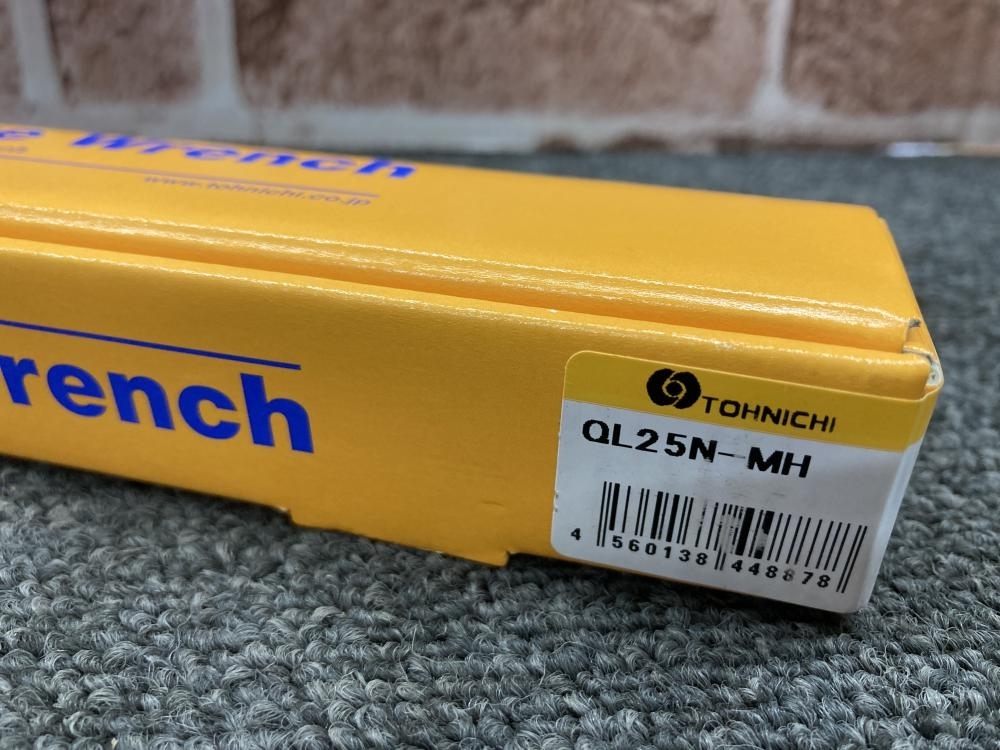 e Wrench
www.tohnichi.co.jp
rench
TOHNICHI
QL25N-MH
4 560138 448878